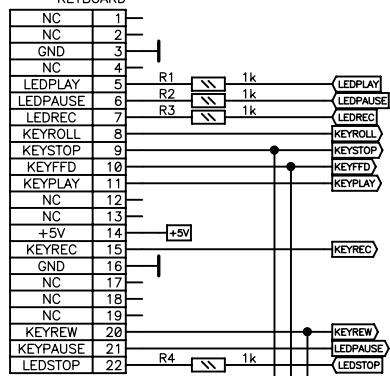 KEYBOARD
NC 1
NC 2
GND 3
NC 4
LEDPLAY 5 R1 1k LEDPLAY
LEDPAUSE 6 R2 1k LEDPAUSE
LEDREC 7 R3 1k LEDREC
KEYROLL 8 KEYROLL
KEYSTOP 9 KEYSTOP
KEYFFD 10 KEYFFD
KEYPLAY 11 KEYPLAY
NC 12
NC 13
+5V 14 +5V
KEYREC 15 KEYREC
GND 16
NC 17
NC 18
NC 19
KEYREW 20 KEYREW
KEYPAUSE 21 LEDPAUSE
LEDSTOP 22 R4 1k LEDSTOP